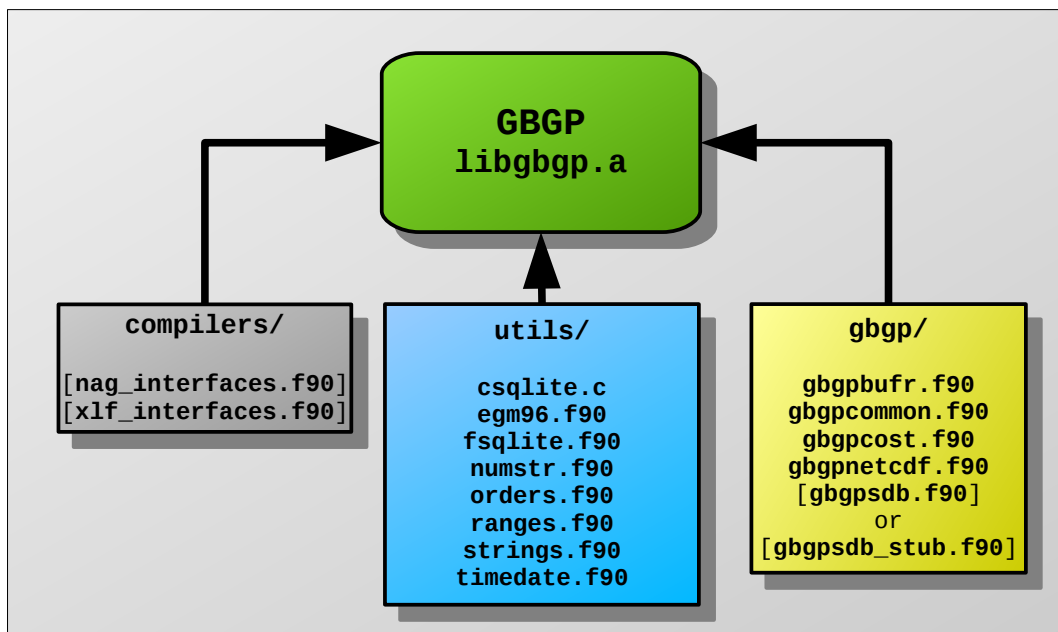 GBGP
libgbgp.a
compilers/
[nag_interfaces.f90]
[xlf_interfaces.f90]
utils/
csqlite.c
egm96.f90
fsqlite.f90
numstr.f90
orders.f90
ranges.f90
strings.f90
timedate.f90
gbgp/
gbgpbufr.f90
gbgpcommon.f90
gbgpcost.f90
gbgpnetcdf.f90
[gbgpsdb.f90]
or
[gbgpsdb_stub.f90]